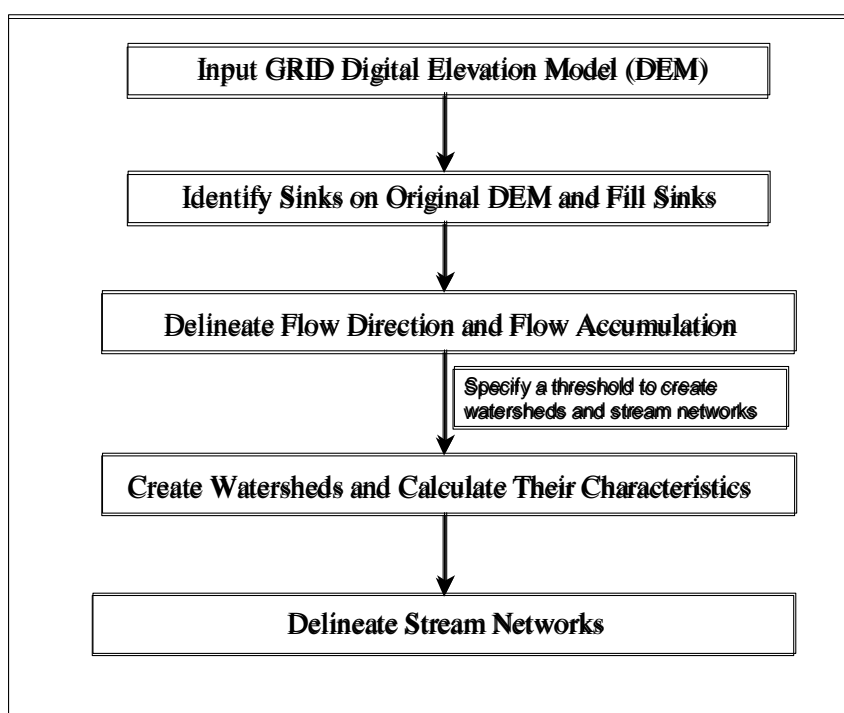 Input GRID Digital Elevation Model (DEM)
Identify Sinks on Original DEM and Fill Sinks
Delineate Flow Direction and Flow Accumulation
Specify a threshold to create
watersheds and stream networks
Create Watersheds and Calculate Their Characteristics
Delineate Stream Networks